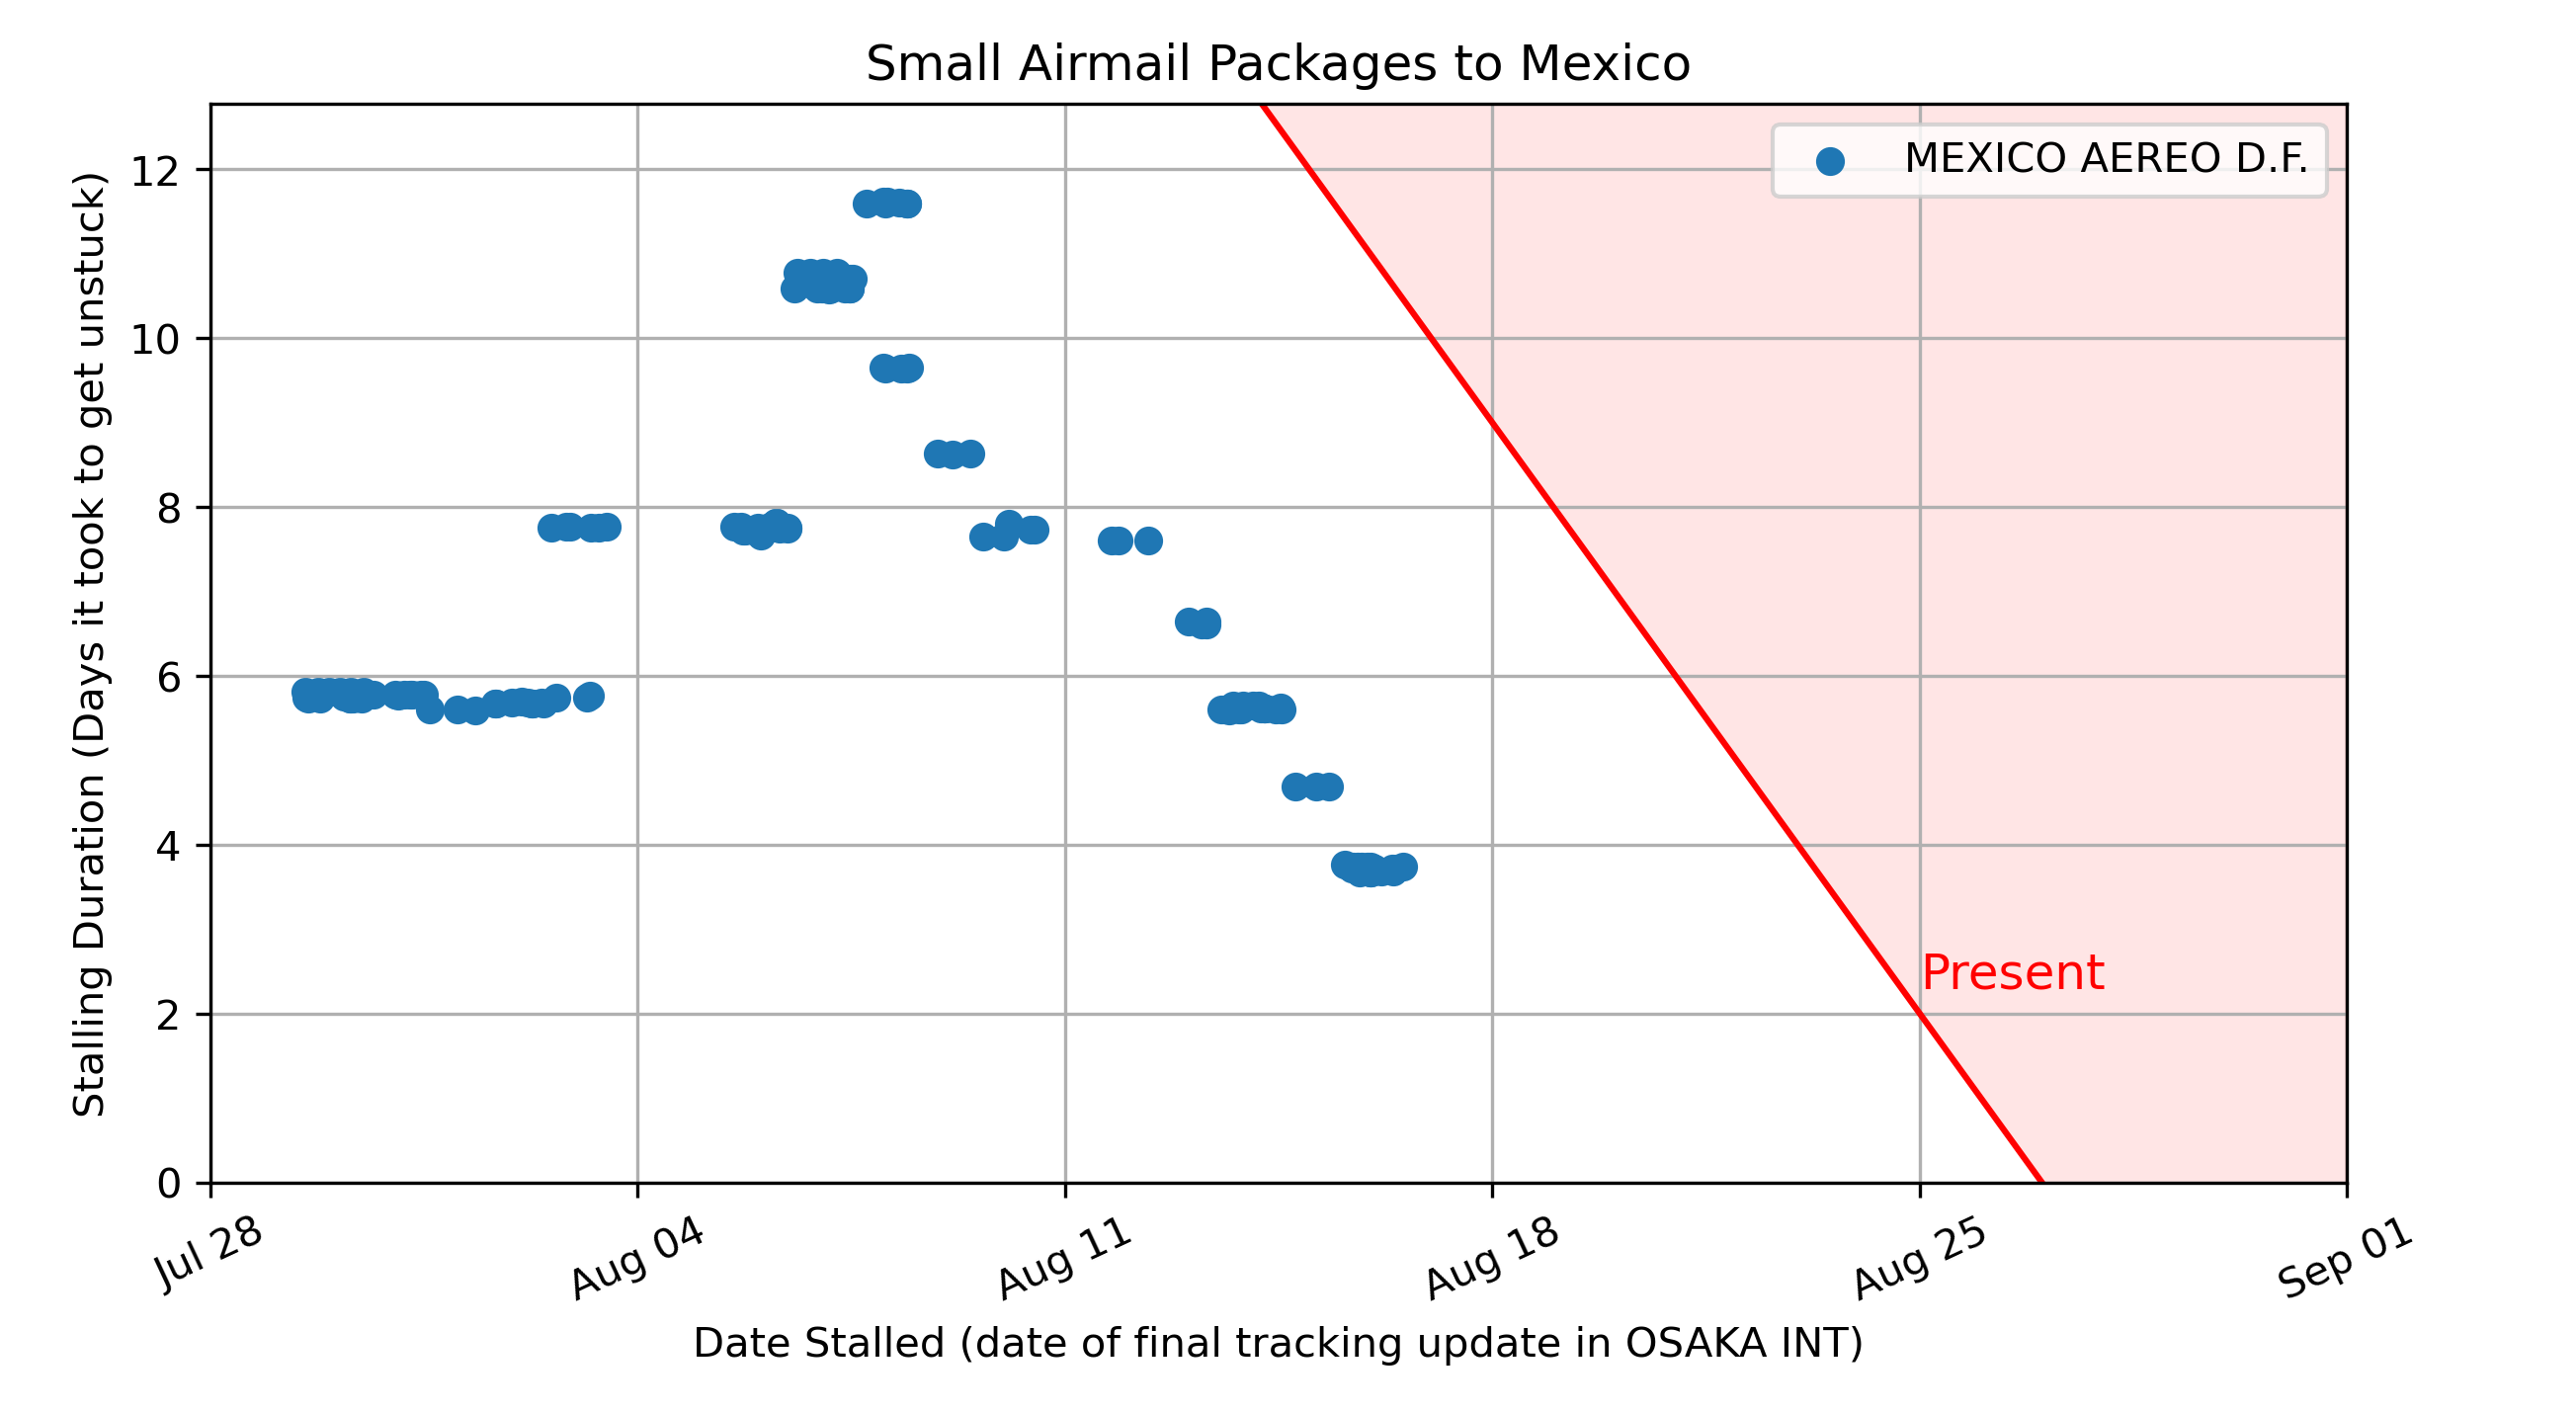 Small Airmail Packages to Mexico
MEXICO AEREO D.F.
12
10
8
6
4
2
0
Stalling Duration (Days it took to get unstuck)
Present
Jul 28
Aug 04
Aug 11
Aug 18
Aug 25
Sep 01
Date Stalled (date of final tracking update in OSAKA INT)